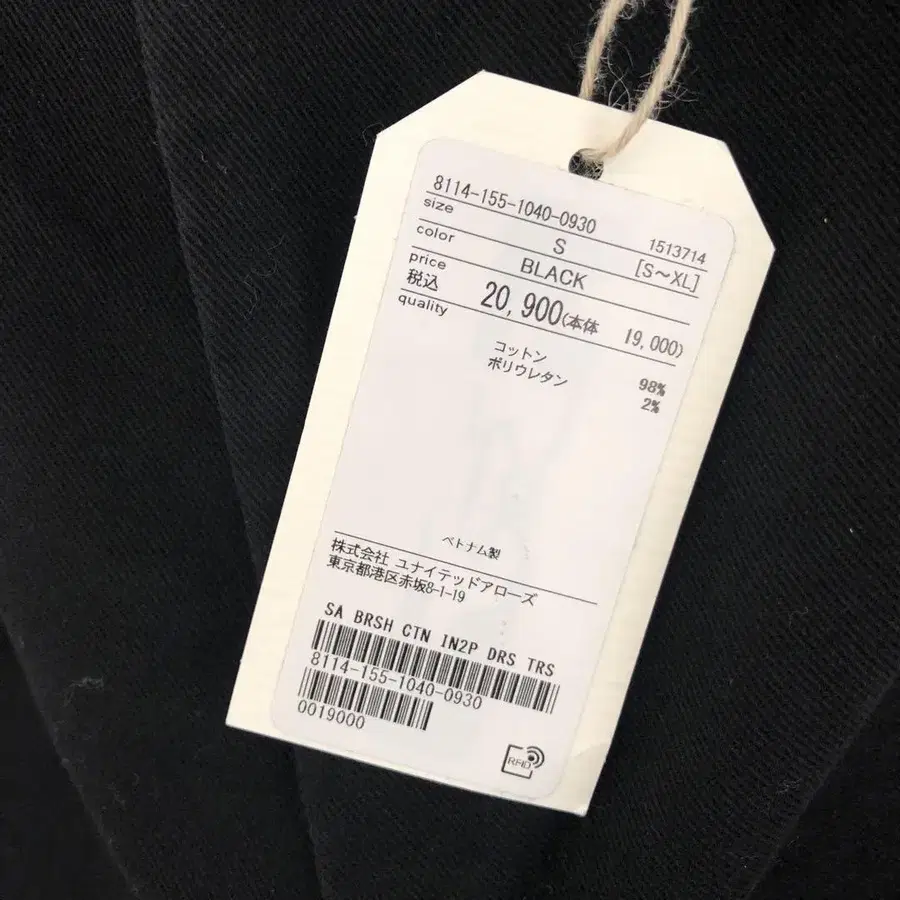 8114-155-1040-0930
size 1513714
S [S～XL]
color
BLACK
price
税込 20,900(本体 19,000)
quality
コットン 98%
ポリウレタン 2%
ベトナム製
株式会社 ユナイテッドアローズ
東京都港区赤坂8-1-19
SA BRSH CTN IN2P DRS TRS
8114-155-1040-0930
0019000
RFID